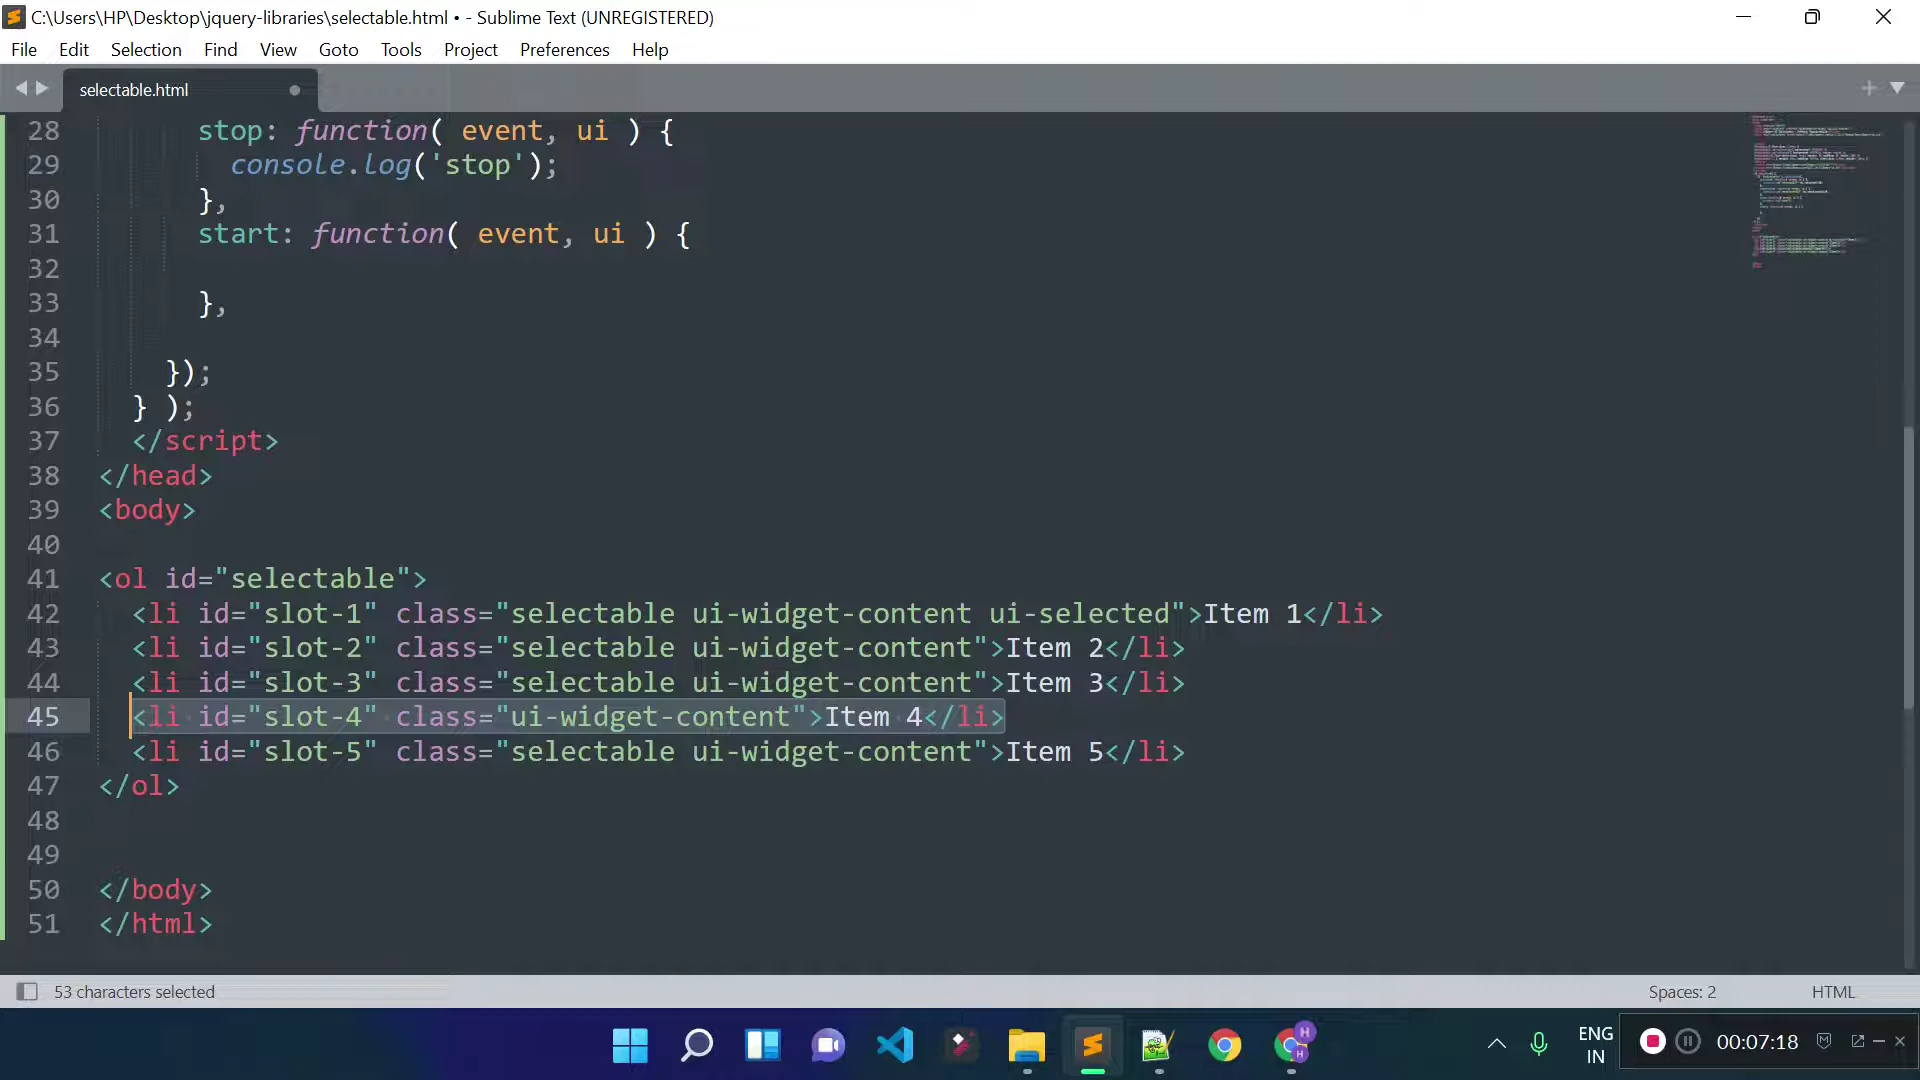 C:\Users\HP\Desktop\jquery-libraries\selectable.html • - Sublime Text (UNREGISTERED)
File Edit Selection Find View Goto Tools Project Preferences Help
selectable.html
28 stop: function( event, ui ) {
29 console.log('stop');
30 },
31 start: function( event, ui ) {
32
33 },
34
35 });
36 } );
37 </script>
38 </head>
39 <body>
40
41 <ol id="selectable">
42 <li id="slot-1" class="selectable ui-widget-content ui-selected">Item 1</li>
43 <li id="slot-2" class="selectable ui-widget-content">Item 2</li>
44 <li id="slot-3" class="selectable ui-widget-content">Item 3</li>
45 <li id="slot-4" class="ui-widget-content">Item 4</li>
46 <li id="slot-5" class="selectable ui-widget-content">Item 5</li>
47 </ol>
48
49
50 </body>
51 </html>
53 characters selected Spaces: 2 HTML
ENG
IN
00:07:18